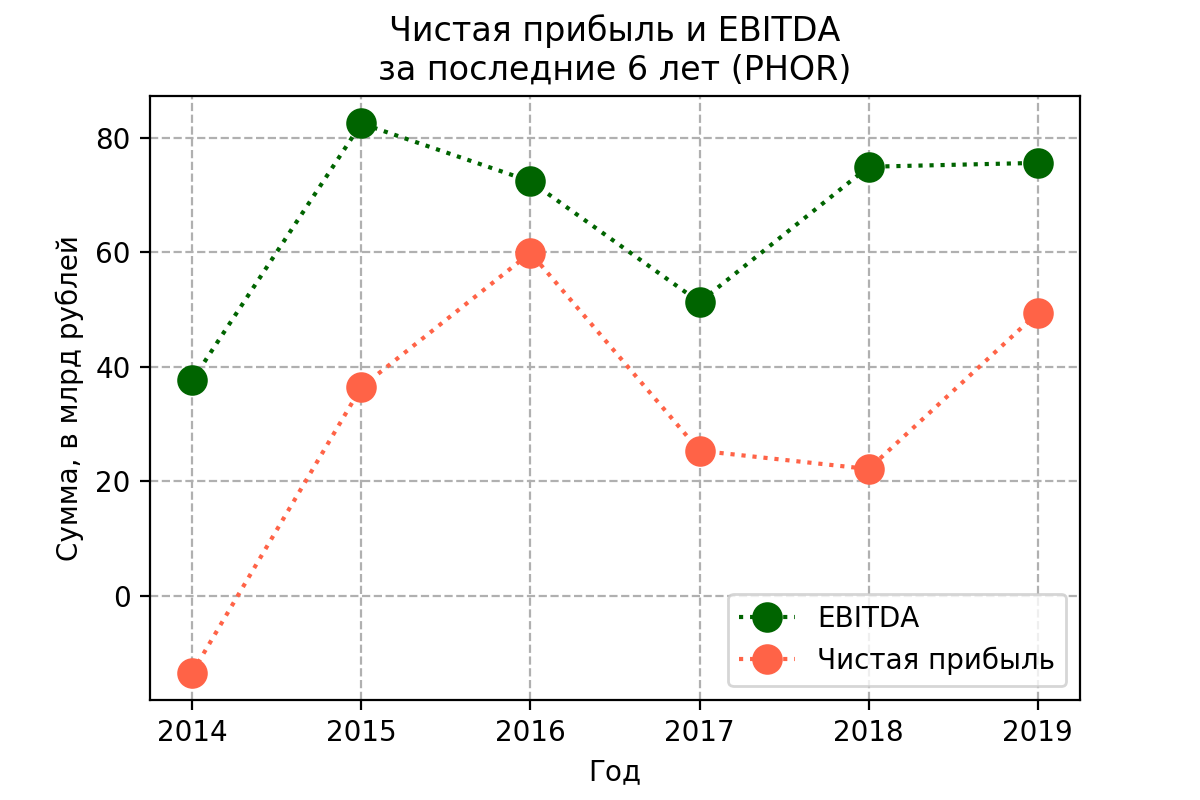 Чистая прибыль и EBITDA
за последние 6 лет (PHOR)
Сумма, в млрд рублей
80
60
40
20
0
EBITDA
Чистая прибыль
2014 2015 2016 2017 2018 2019
Год